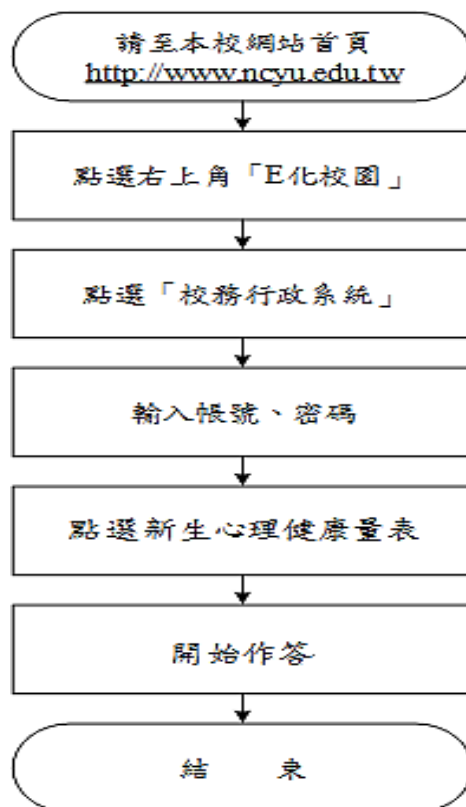 請至本校網站首頁
http://www.ncyu.edu.tw
點選右上角「E化校園」
點選「校務行政系統」
輸入帳號、密碼
點選新生心理健康量表
開始作答
結　　束